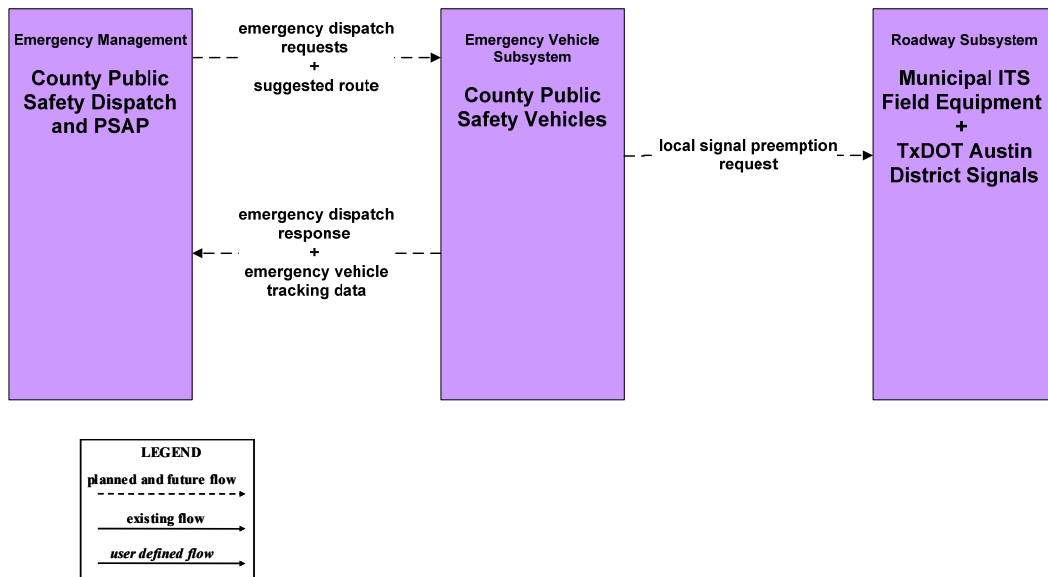 Emergency Management
County Public
Safety Dispatch
and PSAP
emergency dispatch
requests
+
suggested route
emergency dispatch
response
+
emergency vehicle
tracking data
Emergency Vehicle
Subsystem
County Public
Safety Vehicles
local signal preemption
request
Roadway Subsystem
Municipal ITS
Field Equipment
+
TxDOT Austin
District Signals
LEGEND
planned and future flow
existing flow
user defined flow